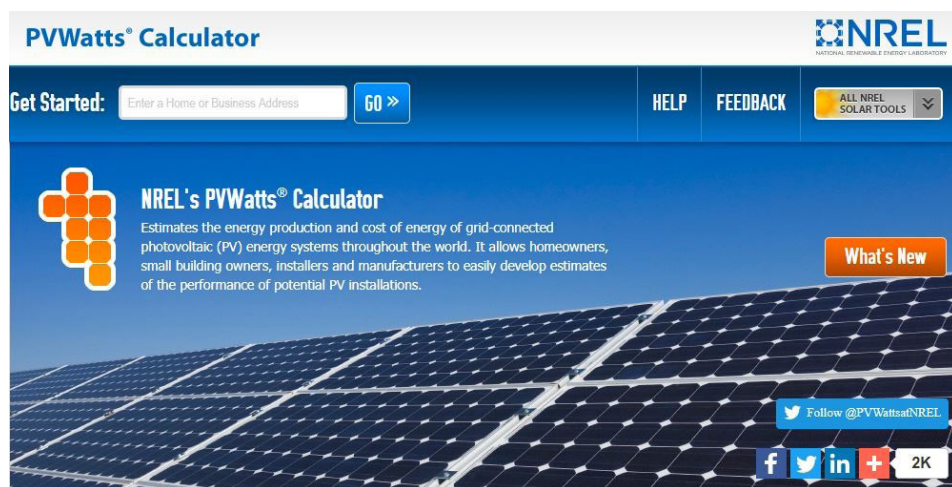 PVWatts® Calculator
NREL
NATIONAL RENEWABLE ENERGY LABORATORY
Get Started:
Enter a Home or Business Address
GO »
HELP
FEEDBACK
ALL NREL
SOLAR TOOLS
NREL's PVWatts® Calculator
Estimates the energy production and cost of energy of grid-connected
photovoltaic (PV) energy systems throughout the world. It allows homeowners,
small building owners, installers and manufacturers to easily develop estimates
of the performance of potential PV installations.
What's New
Follow @PVWattsatNREL
f
in
+
2K